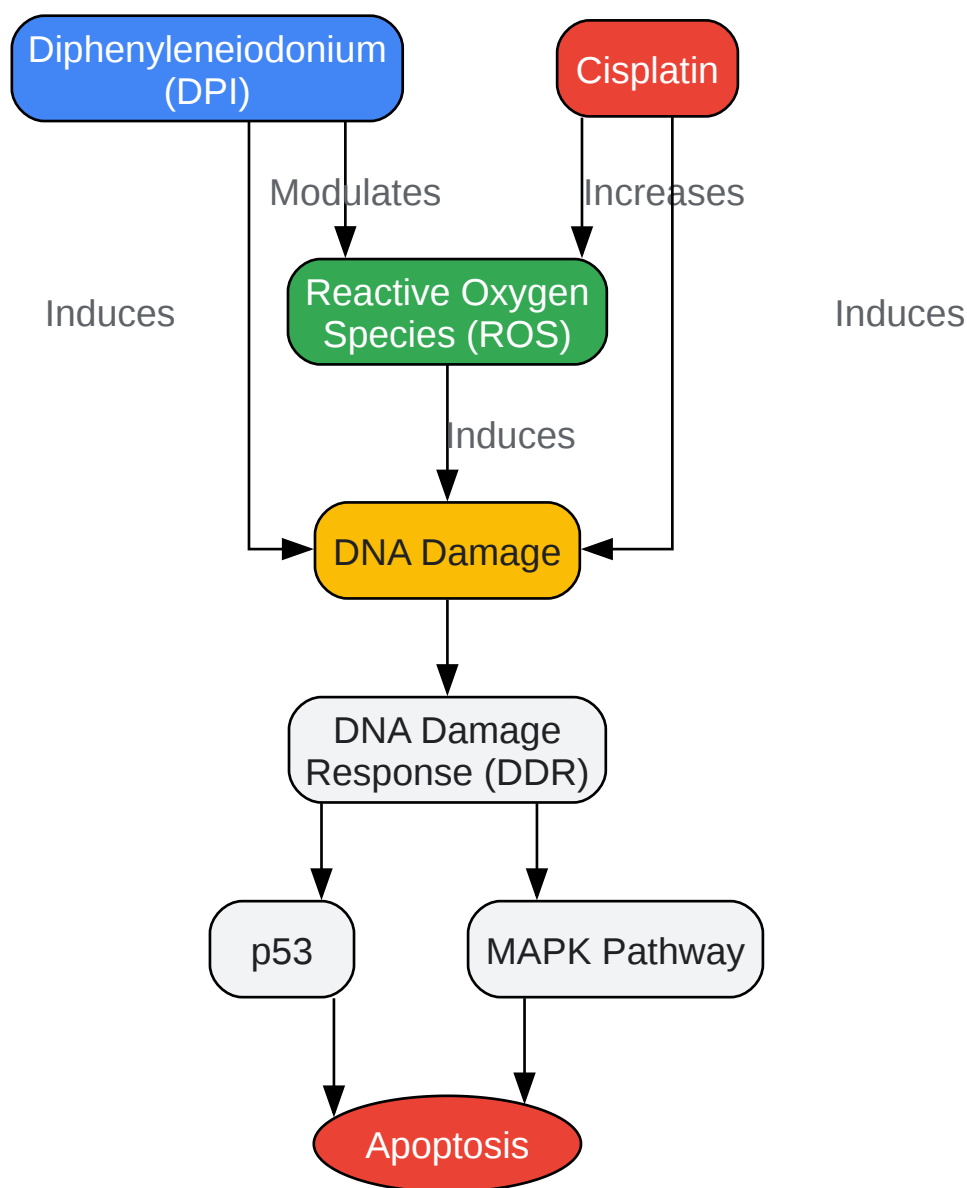 Diphenyleneiodonium
(DPI)
Cisplatin
Modulates
Increases
Induces
Reactive Oxygen
Species (ROS)
Induces
Induces
DNA Damage
DNA Damage
Response (DDR)
p53
MAPK Pathway
Apoptosis